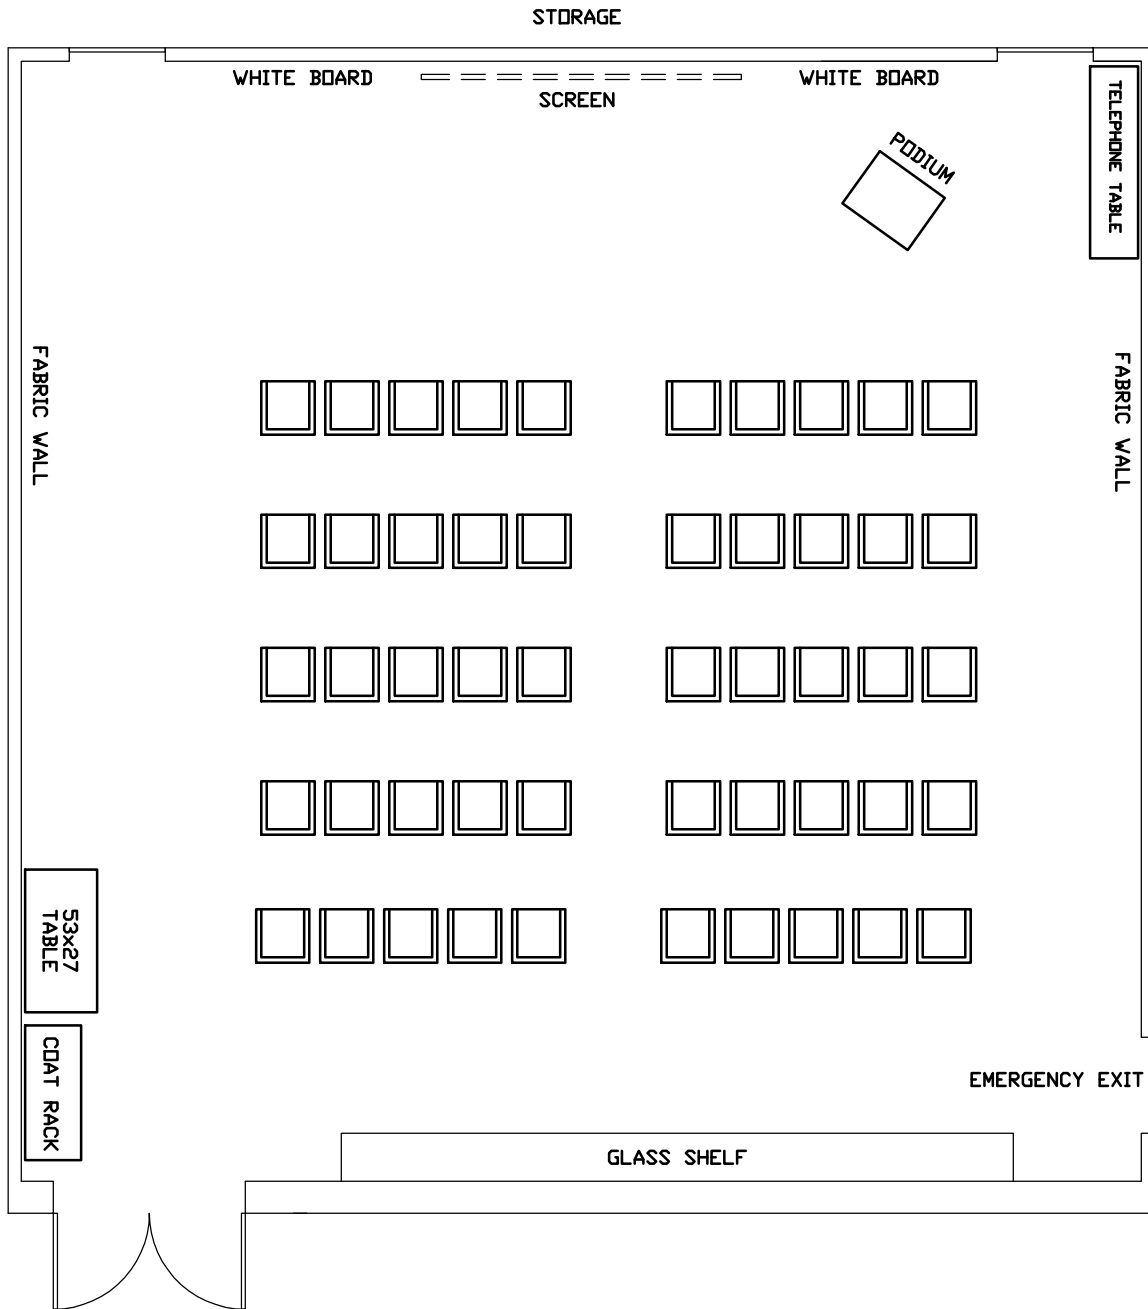 STORAGE
WHITE BOARD
SCREEN
WHITE BOARD
TELEPHONE TABLE
PODIUM
FABRIC WALL
FABRIC WALL
53x27
TABLE
COAT RACK
EMERGENCY EXIT
GLASS SHELF